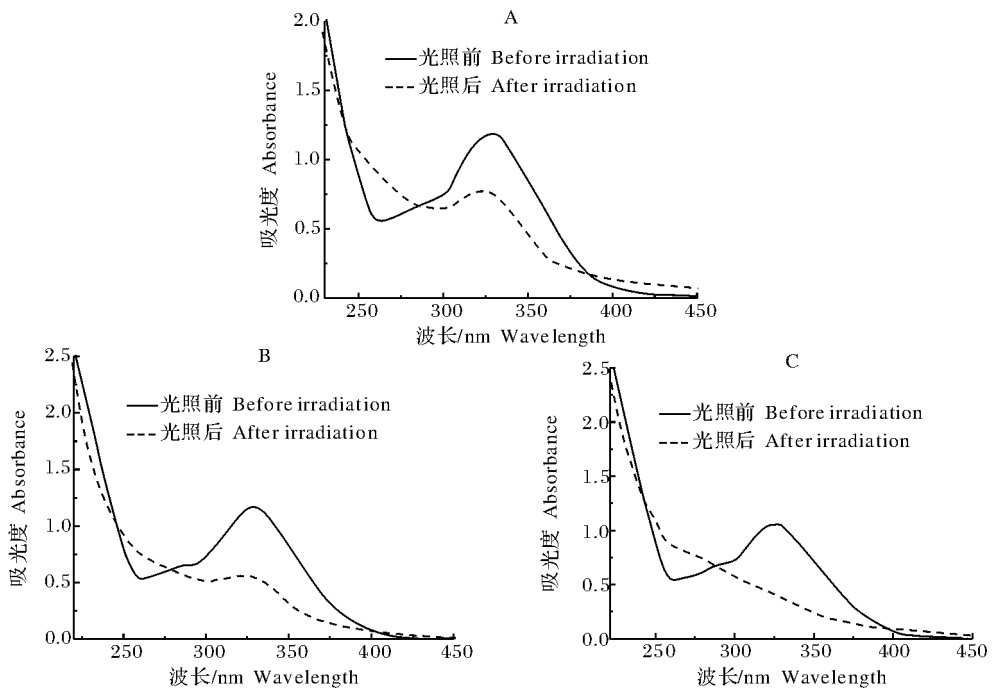 A
2.0
1.5
1.0
0.5
0.0
吸光度 Absorbance
光照前 Before irradiation
光照后 After irradiation
250 300 350 400 450
波长/nm Wavelength
B
2.5
2.0
1.5
1.0
0.5
0.0
吸光度 Absorbance
光照前 Before irradiation
光照后 After irradiation
250 300 350 400 450
波长/nm Wavelength
C
2.5
2.0
1.5
1.0
0.5
0.0
吸光度 Absorbance
光照前 Before irradiation
光照后 After irradiation
250 300 350 400 450
波长/nm Wavelength